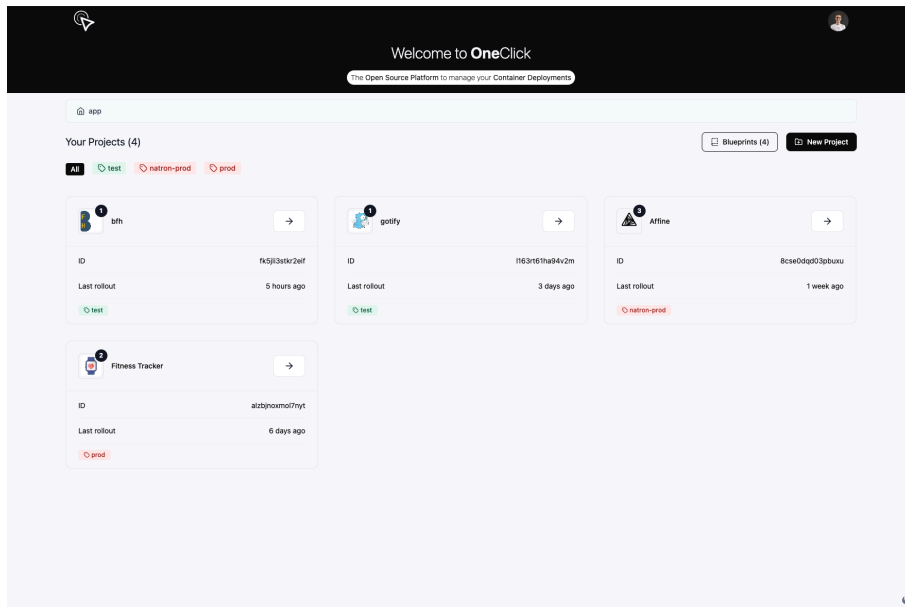 Welcome to OneClick
The Open Source Platform to manage your Container Deployments
app
Your Projects (4)
Blueprints (4)
New Project
All
test
natron-prod
prod
1
bfh
ID
fk5jli3stkr2eif
Last rollout
5 hours ago
test
1
gotify
ID
l163rt61ha94v2m
Last rollout
3 days ago
test
3
Affine
ID
8cse0dqd03pbuxu
Last rollout
1 week ago
natron-prod
2
Fitness Tracker
ID
alzbjnoxmol7nyt
Last rollout
6 days ago
prod